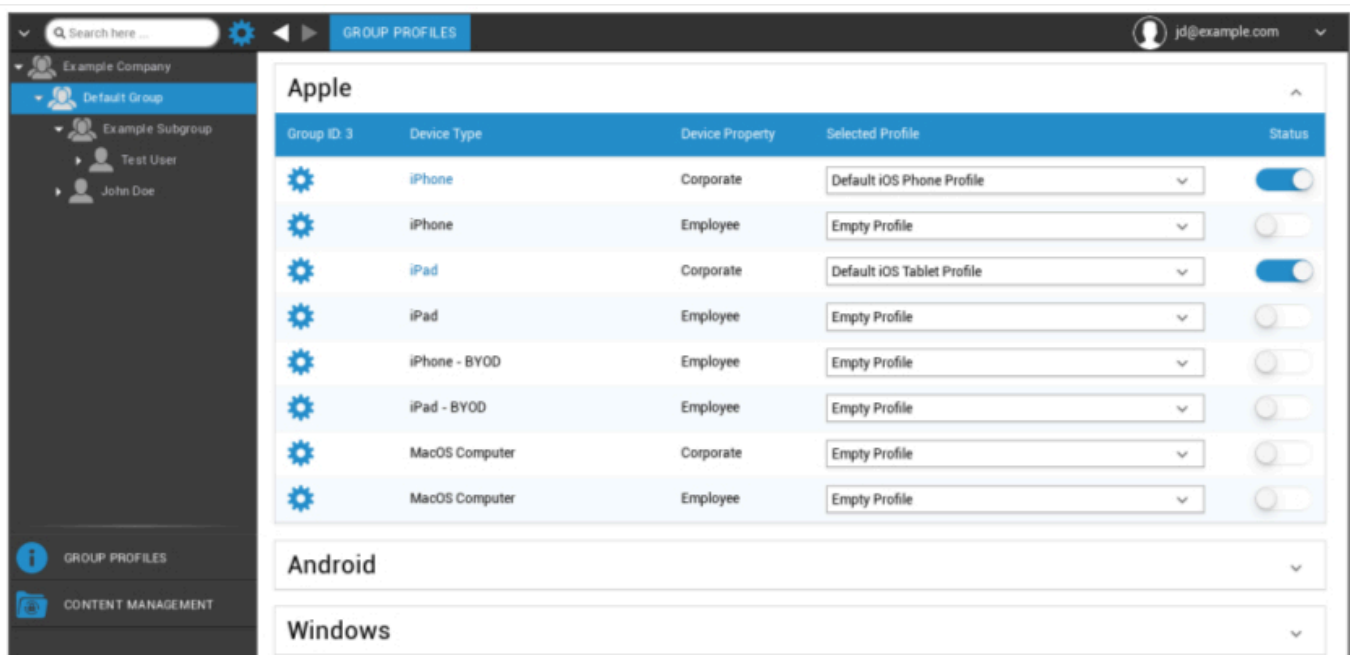 Search here ...
GROUP PROFILES
jd@example.com
Example Company
Default Group
Example Subgroup
Test User
John Doe
GROUP PROFILES
CONTENT MANAGEMENT
Apple
Group ID: 3 Device Type Device Property Selected Profile Status
iPhone Corporate Default iOS Phone Profile
iPhone Employee Empty Profile
iPad Corporate Default iOS Tablet Profile
iPad Employee Empty Profile
iPhone - BYOD Employee Empty Profile
iPad - BYOD Employee Empty Profile
MacOS Computer Corporate Empty Profile
MacOS Computer Employee Empty Profile
Android
Windows